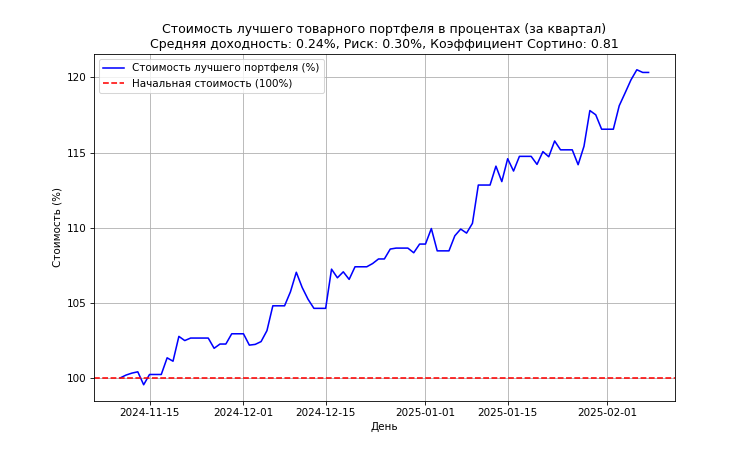 Стоимость лучшего товарного портфеля в процентах (за квартал)
Средняя доходность: 0.24%, Риск: 0.30%, Коэффициент Сортино: 0.81
Стоимость лучшего портфеля (%)
Начальная стоимость (100%)
Стоимость (%)
120
115
110
105
100
2024-11-15
2024-12-01
2024-12-15
2025-01-01
2025-01-15
2025-02-01
День